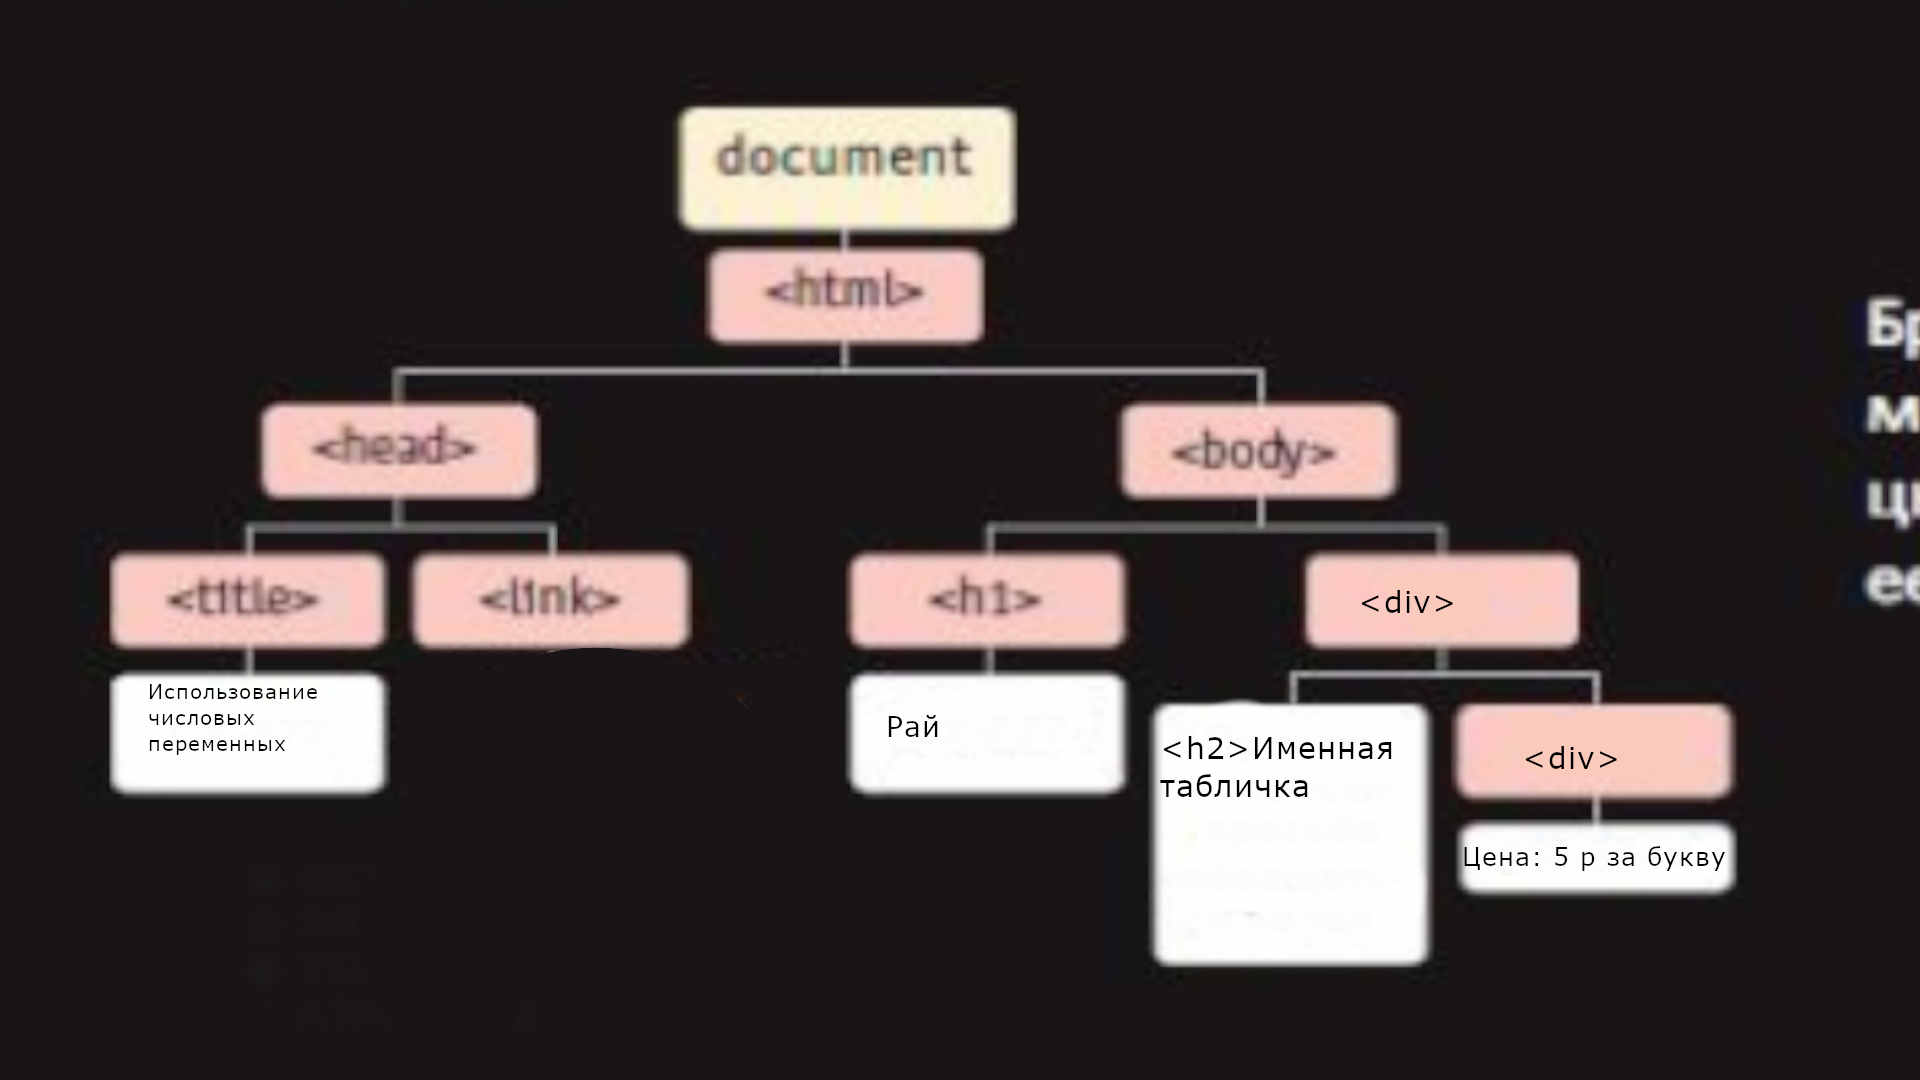 document
<html>
<head>
<body>
<title>
<link>
<h1>
<div>
Использование
числовых
переменных
Рай
<h2>Именная
табличка
<div>
Цена: 5 р за букву